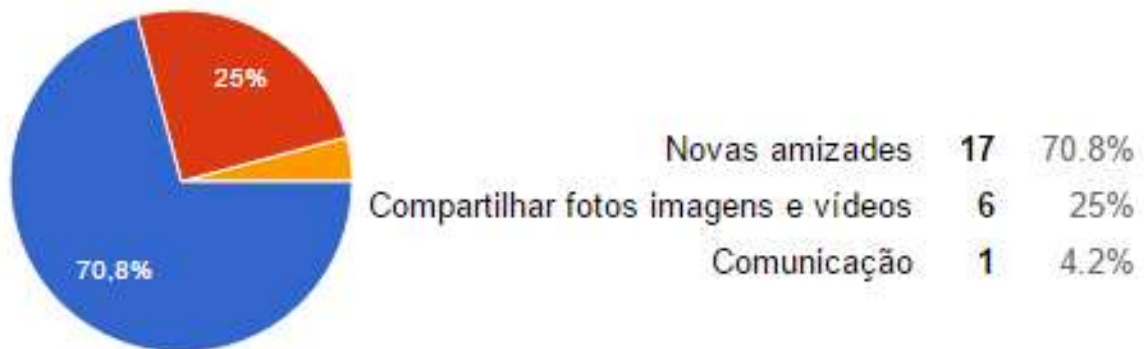 25%
70,8%
Novas amizades 17 70.8%
Compartilhar fotos imagens e vídeos 6 25%
Comunicação 1 4.2%